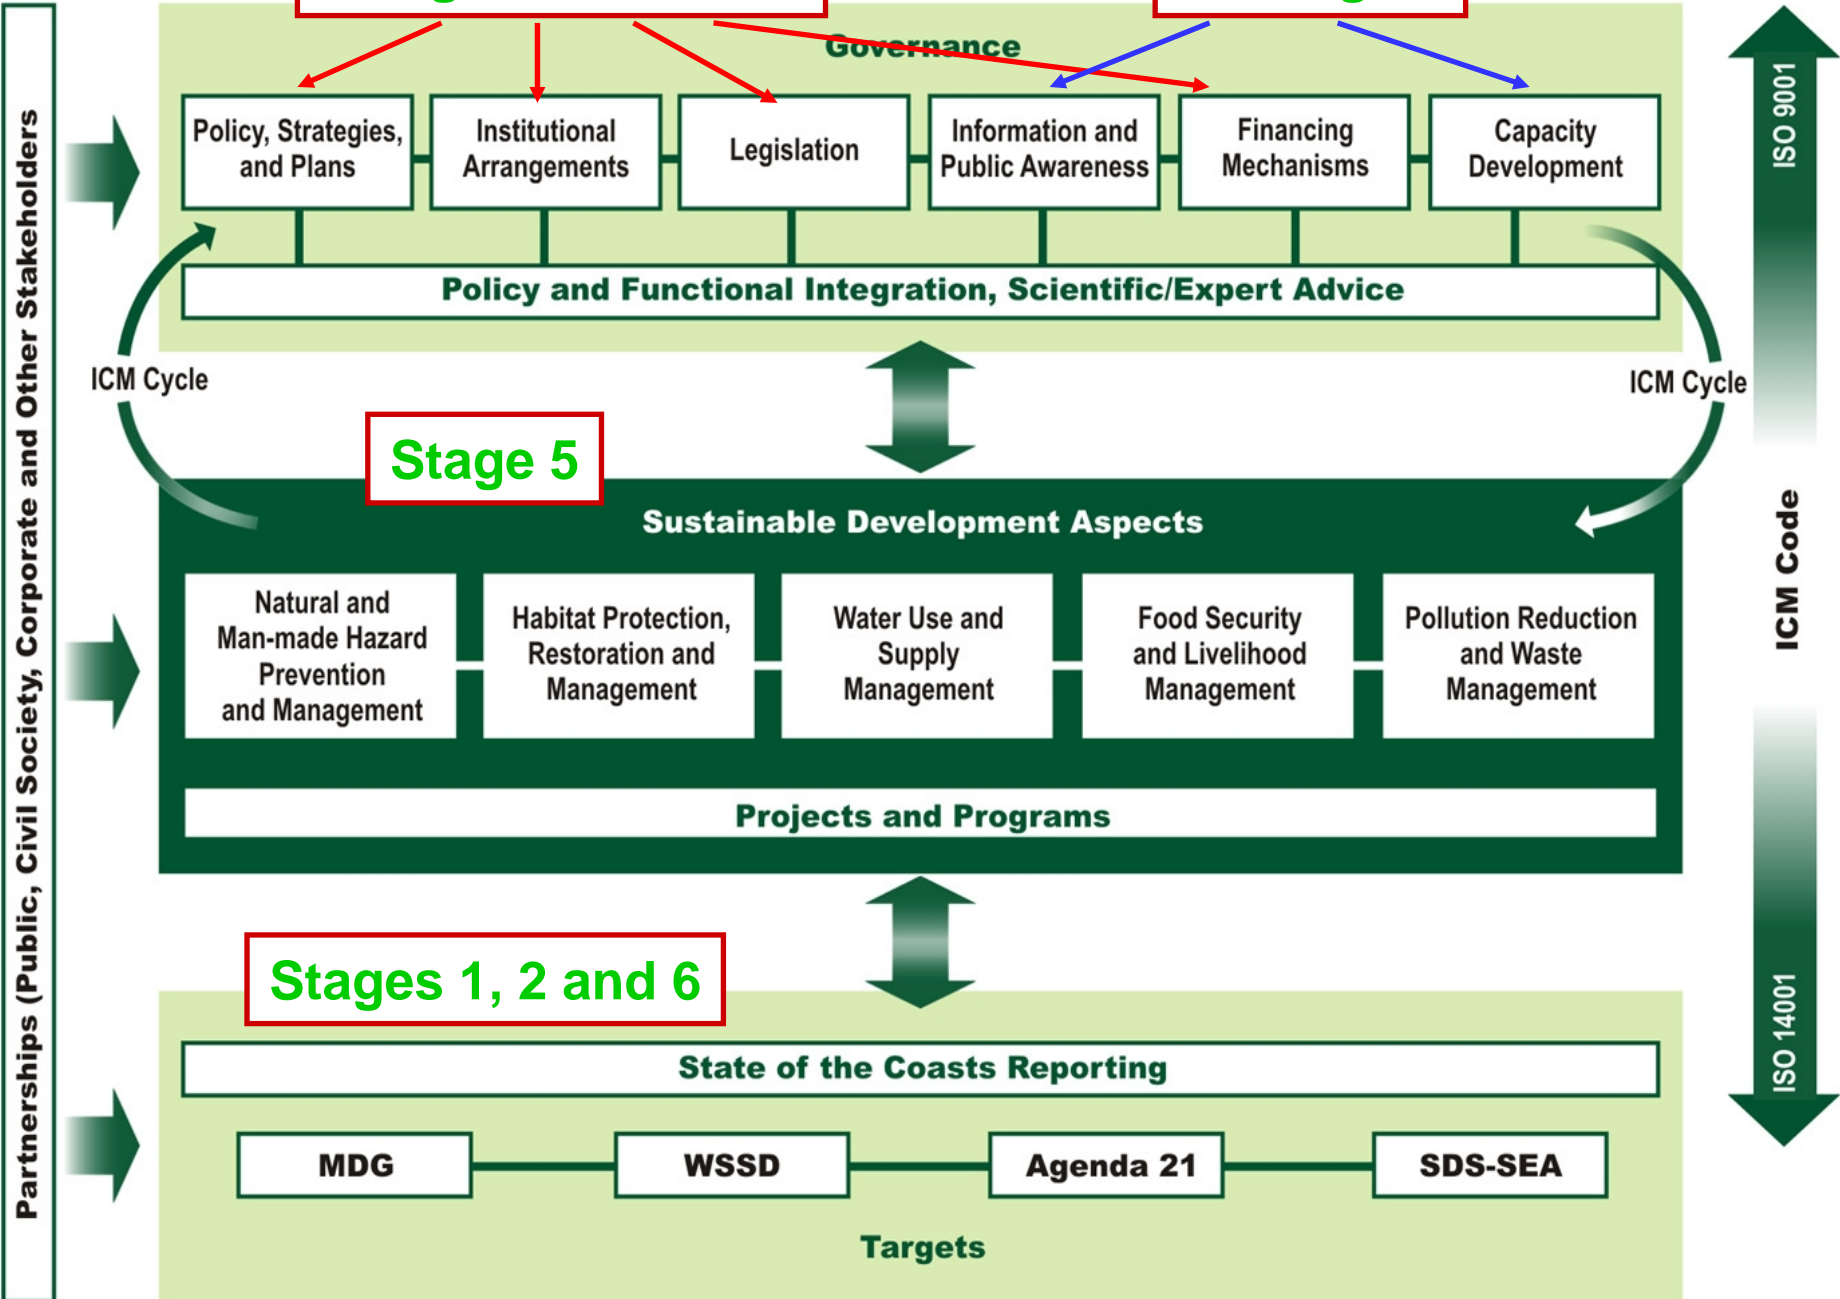 Governance
Policy, Strategies,
and Plans
Institutional
Arrangements
Legislation
Information and
Public Awareness
Financing
Mechanisms
Capacity
Development
Policy and Functional Integration, Scientific/Expert Advice
ICM Cycle
ICM Cycle
Stage 5
Sustainable Development Aspects
Natural and
Man-made Hazard
Prevention
and Management
Habitat Protection,
Restoration and
Management
Water Use and
Supply
Management
Food Security
and Livelihood
Management
Pollution Reduction
and Waste
Management
Projects and Programs
Stages 1, 2 and 6
State of the Coasts Reporting
MDG
WSSD
Agenda 21
SDS-SEA
Targets
Partnerships (Public, Civil Society, Corporate and Other Stakeholders
ISO 9001
ICM Code
ISO 14001